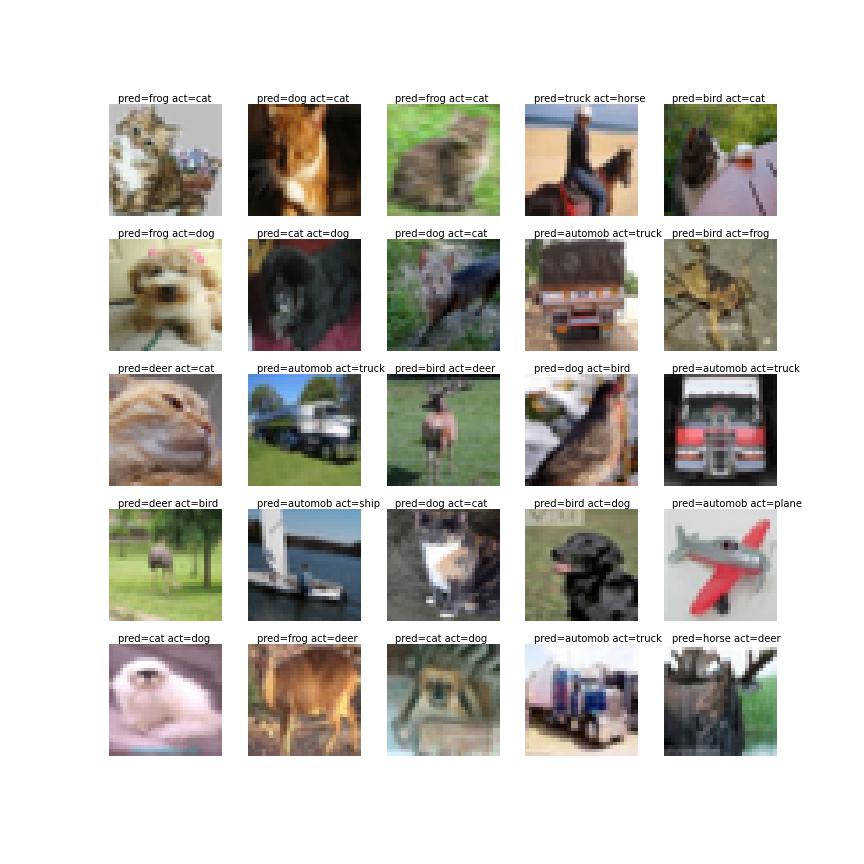 pred=frog act=cat
pred=dog act=cat
pred=frog act=cat
pred=truck act=horse
pred=bird act=cat
pred=frog act=dog
pred=cat act=dog
pred=dog act=cat
pred=automob act=truck
pred=bird act=frog
pred=deer act=cat
pred=automob act=truck
pred=bird act=deer
pred=dog act=bird
pred=automob act=truck
pred=deer act=bird
pred=automob act=ship
pred=dog act=cat
pred=bird act=dog
pred=automob act=plane
pred=cat act=dog
pred=frog act=deer
pred=cat act=dog
pred=automob act=truck
pred=horse act=deer